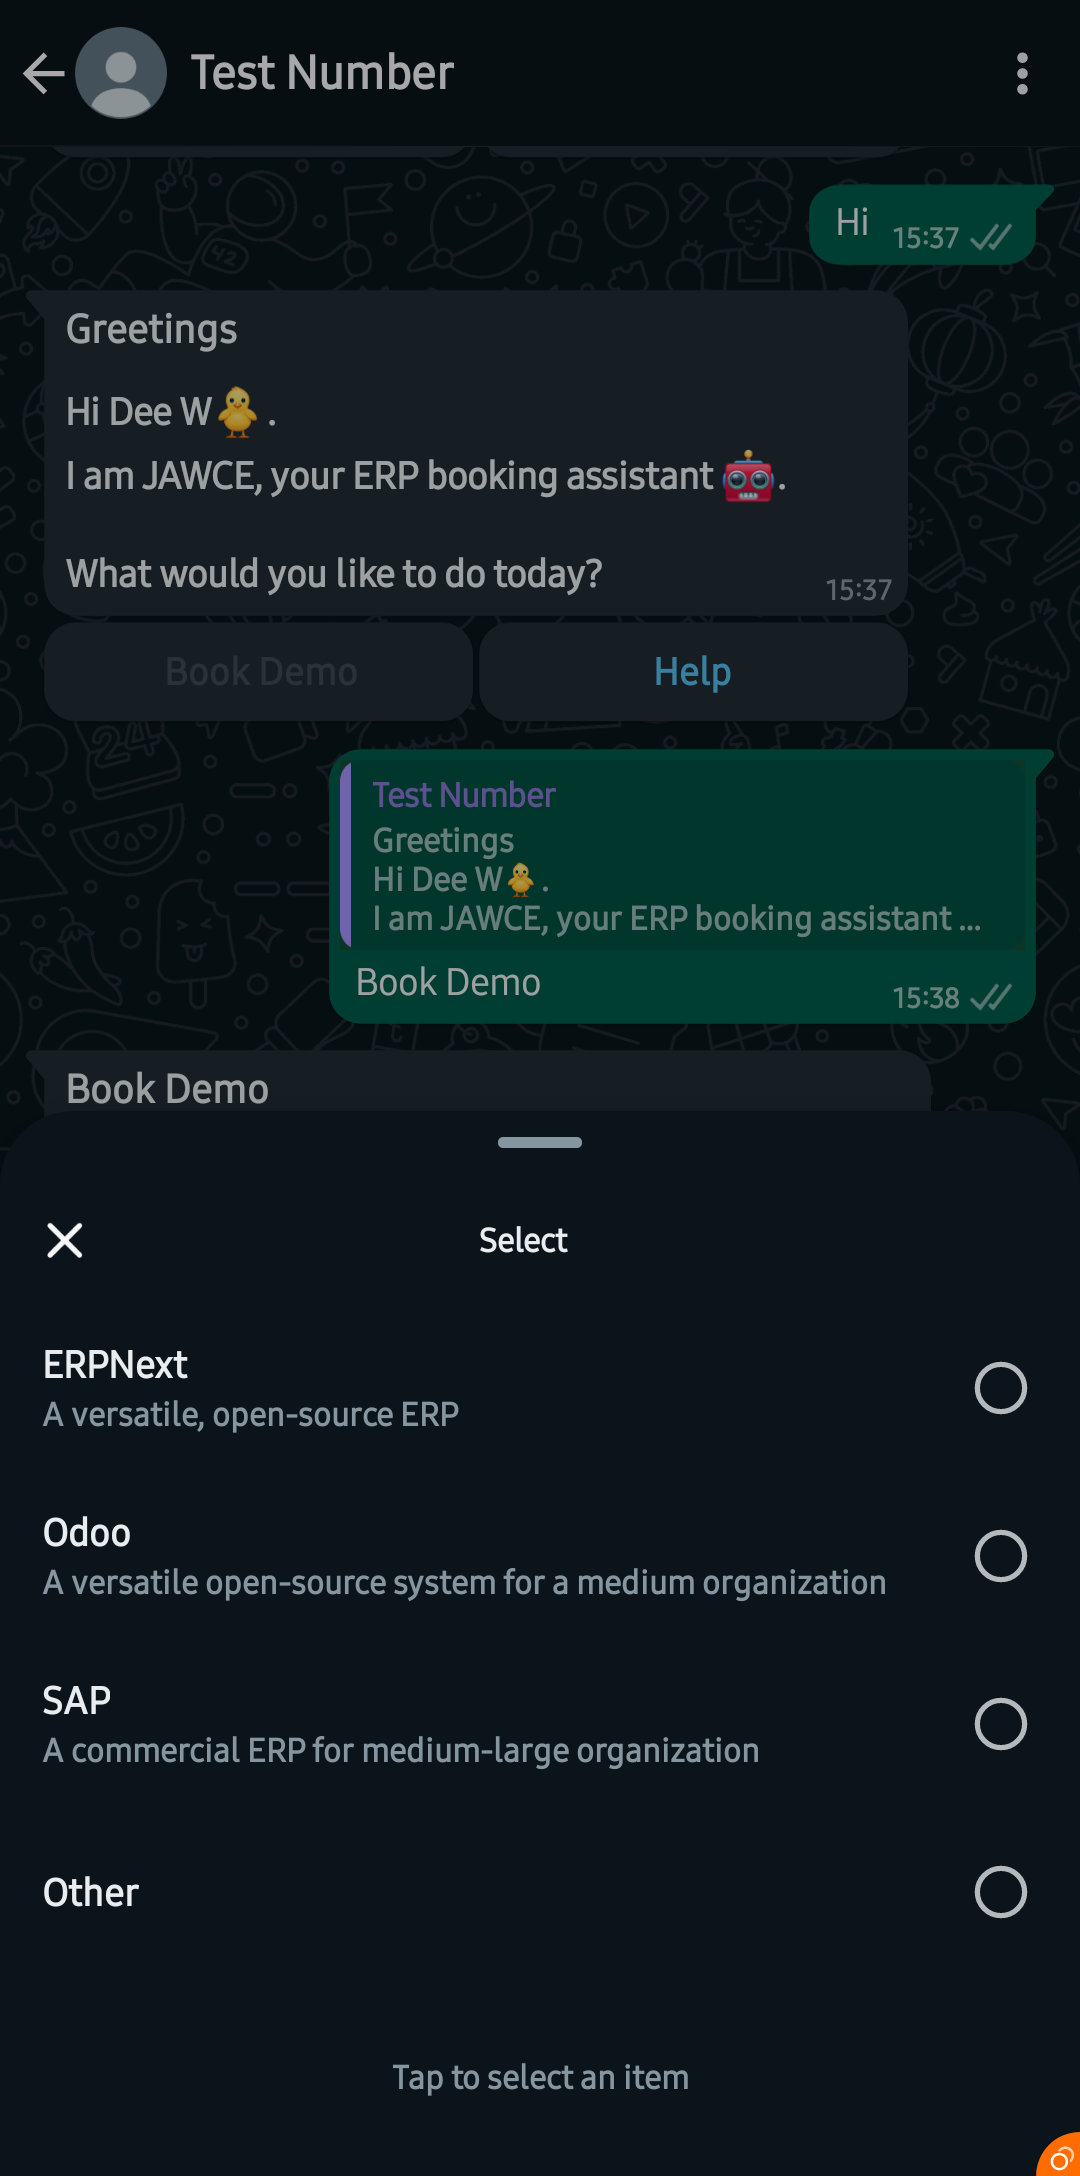 Test Number
Hi
15:37
Greetings
Hi Dee W🐥.
I am JAWCE, your ERP booking assistant 🤖.
What would you like to do today?
15:37
Book Demo
Help
Test Number
Greetings
Hi Dee W🐥.
I am JAWCE, your ERP booking assistant ...
Book Demo
15:38
Book Demo
Select
ERPNext
A versatile, open-source ERP
Odoo
A versatile open-source system for a medium organization
SAP
A commercial ERP for medium-large organization
Other
Tap to select an item